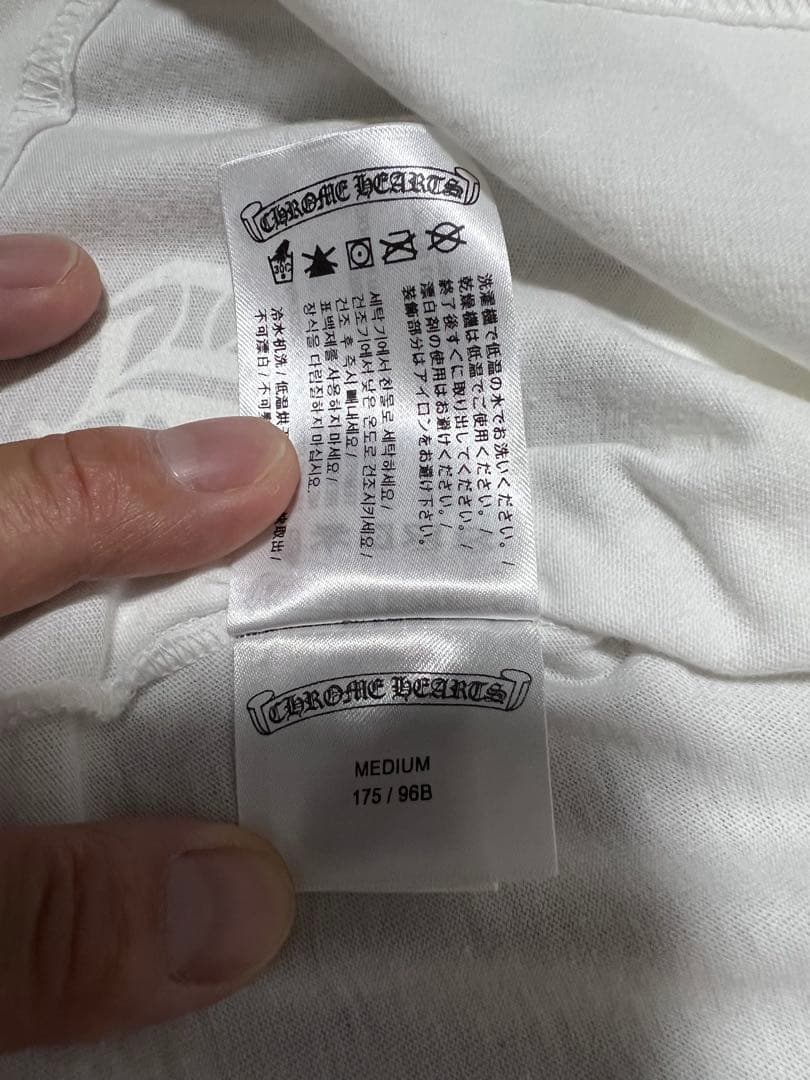 CHROME HEARTS
30C
洗濯機で低温の水でお洗いください。/
乾燥機は低温でご使用ください。/
終了後すぐに取り出してください。/
漂白剤の使用はお避けください。/
装飾部分はアイロンをお避け下さい。
세탁기에서 찬물로 세탁하세요/
건조기에서 낮은 온도로 건조시키세요/
건조 후 즉시 빼내세요/
표백제를 사용하지 마세요/
장식을 다림질하지 마십시요.
冷水机洗/低温烘 取出/
不可漂白/不可
CHROME HEARTS
MEDIUM
175 / 96B